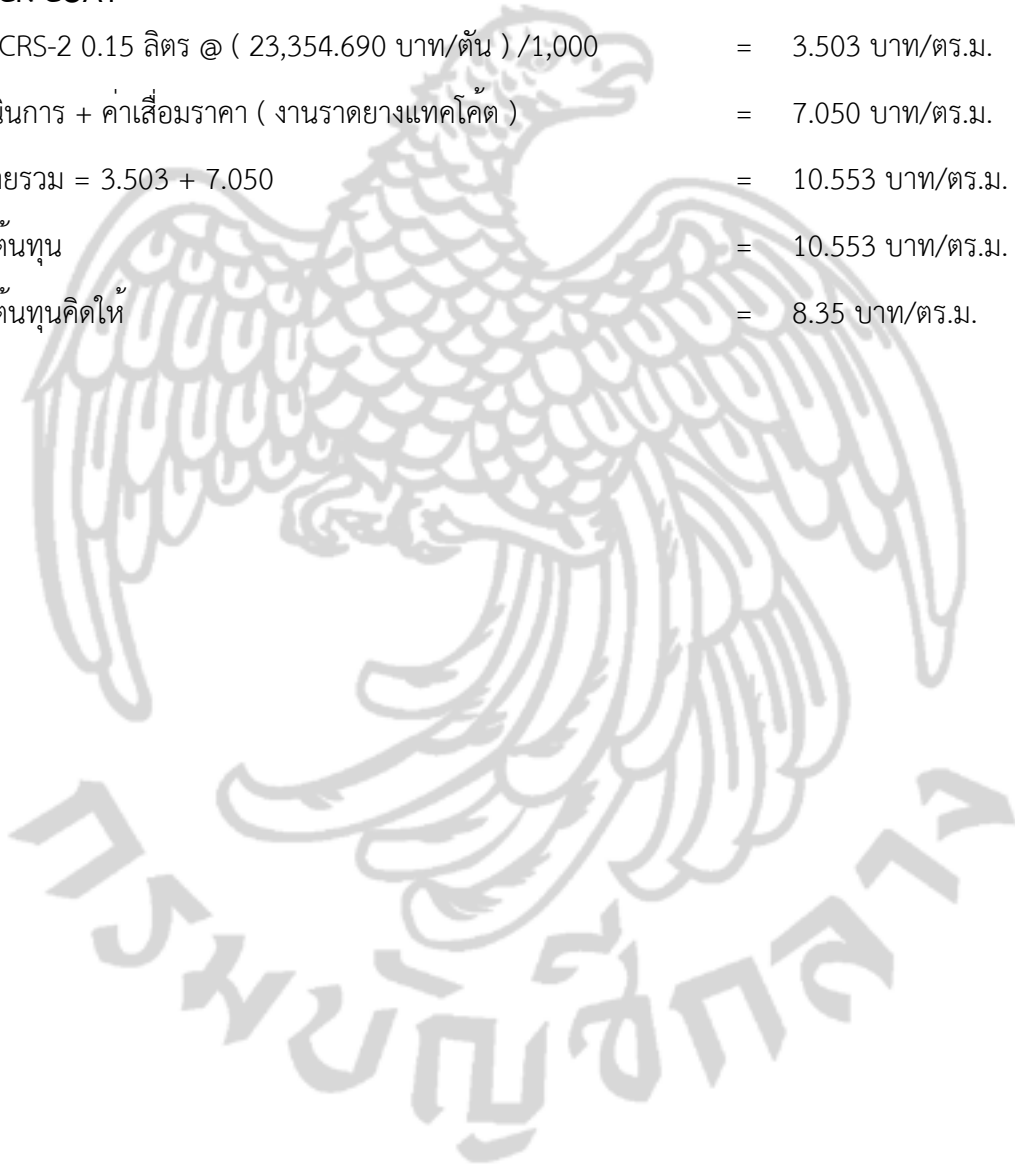 CRS-2 0.15 ลิตร @ ( 23,354.690 บาท/ตัน ) /1,000 = 3.503 บาท/ตร.ม.
นินการ + ค่าเสื่อมราคา ( งานราดยางแทคโค้ต ) = 7.050 บาท/ตร.ม.
ายรวม = 3.503 + 7.050 = 10.553 บาท/ตร.ม.
ต้นทุน = 10.553 บาท/ตร.ม.
ต้นทุนคิดให้ = 8.35 บาท/ตร.ม.
กรมบัญชีกลาง